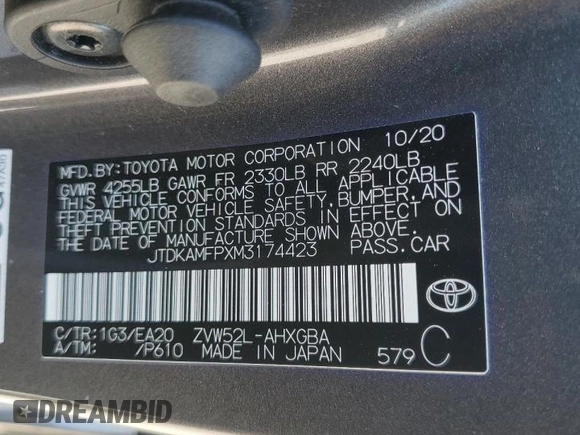 MFD.BY:TOYOTA MOTOR CORPORATION 10/20
GVWR 4255LB GAWR FR 2330LB RR 2240LB
THIS VEHICLE CONFORMS TO ALL APPLICABLE
FEDERAL MOTOR VEHICLE SAFETY,BUMPER,AND
THEFT PREVENTION STANDARDS IN EFFECT ON
THE DATE OF MANUFACTURE SHOWN ABOVE.
JTDKAMFPXM3174423 PASS.CAR
C/TR:1G3/EA20 ZVW52L-AHXGBA
A/TM: /P610 MADE IN JAPAN 579 C
DREAMBID